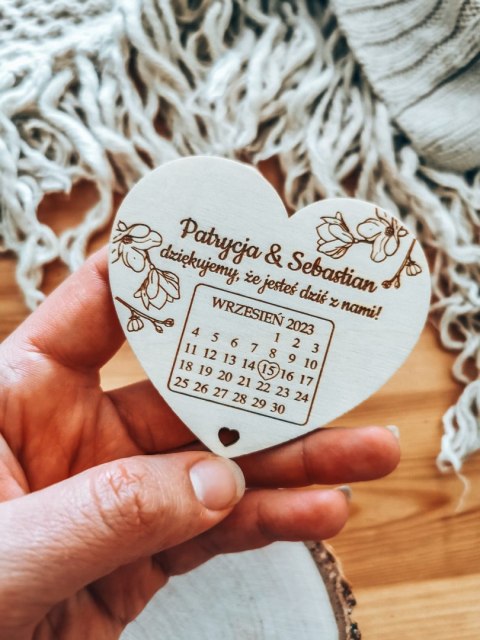 Patrycja & Sebastian
dziękujemy, że jesteś dziś z nami!
WRZESIEŃ 2023
1 2 3
4 5 6 7 8 9 10
11 12 13 14 15 16 17
18 19 20 21 22 23 24
25 26 27 28 29 30